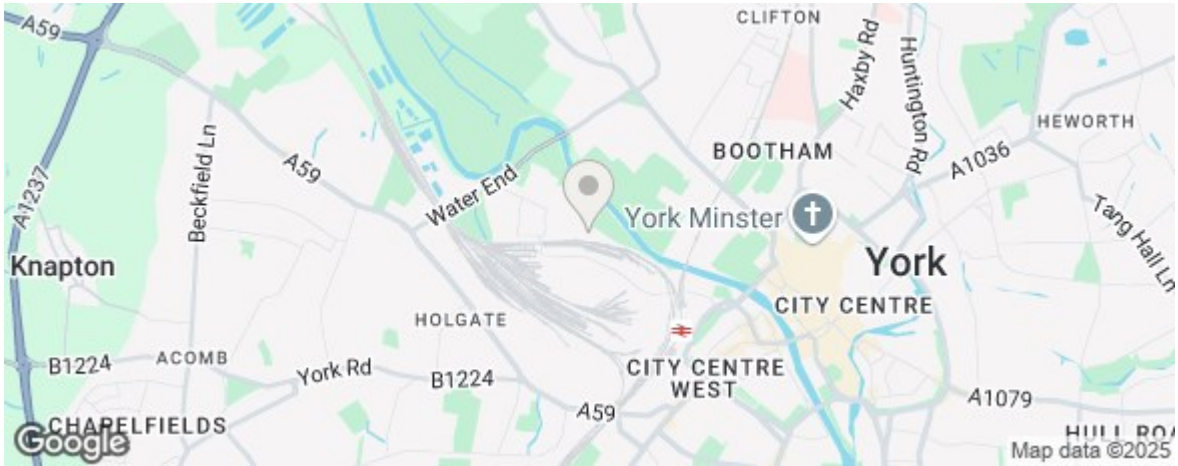 A59
CLIFTON
Haxby Rd
Huntington Rd
HEWORTH
BOOTHAM
A1036
A59
Beckfield Ln
A1237
Water End
York Minster
Tang Hall Ln
Knapton
York
CITY CENTRE
HOLGATE
ACOMB
B1224
York Rd
B1224
CITY CENTRE
WEST
A59
A1079
CHAPELFIELDS
HULL ROA
Google
Map data ©2025